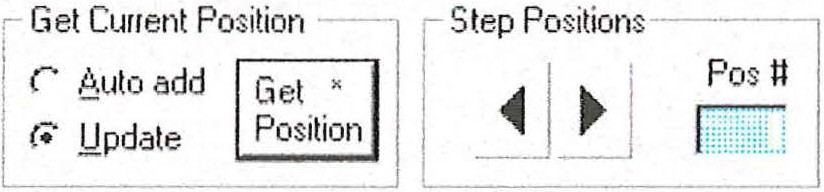 Get Current Position
Auto add
Update
Get
Position
Step Positions
Pos #